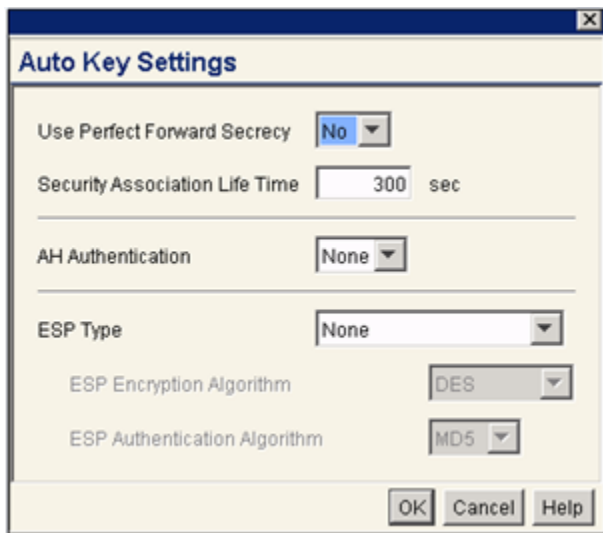 Auto Key Settings
Use Perfect Forward Secrecy No
Security Association Life Time 300 sec
AH Authentication None
ESP Type None
ESP Encryption Algorithm DES
ESP Authentication Algorithm MD5
OK Cancel Help